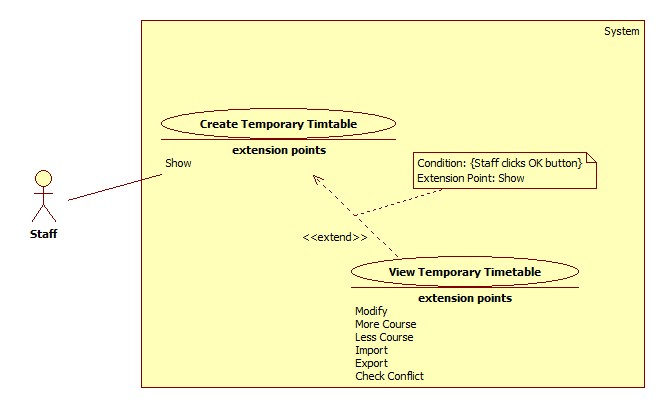 System
Create Temporary Timtable
extension points
Show
Condition: {Staff clicks OK button}
Extension Point: Show
Staff
<<extend>>
View Temporary Timetable
extension points
Modify
More Course
Less Course
Import
Export
Check Conflict